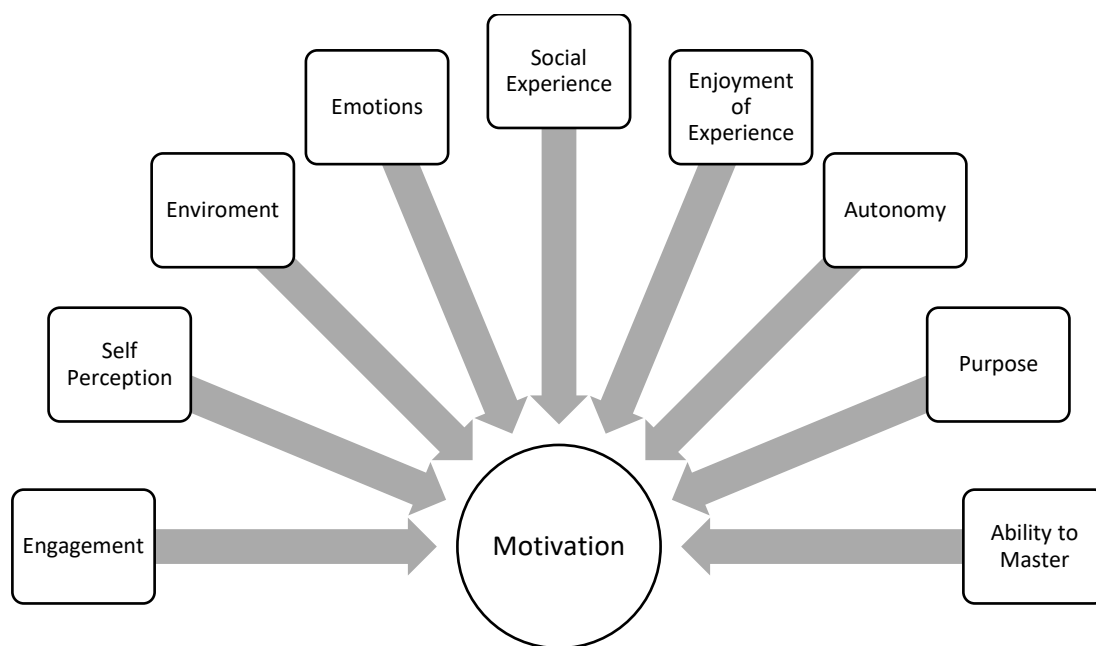 Social
Experience
Emotions
Enjoyment
of
Experience
Enviroment
Autonomy
Self
Perception
Purpose
Engagement
Motivation
Ability to
Master